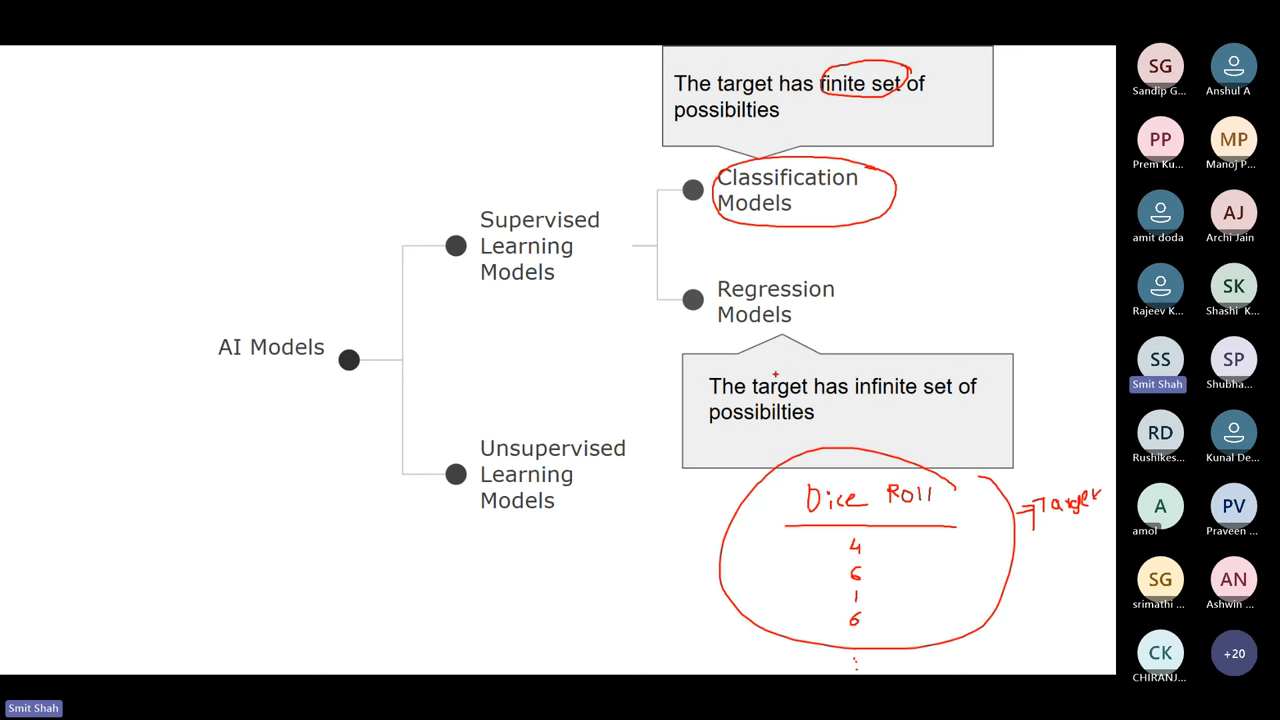 The target has finite set of
possibilties
Classification
Models
Supervised
Learning
Models
Regression
Models
AI Models
The target has infinite set of
possibilties
Unsupervised
Learning
Models
Dice Roll
Target
4
6
1
6
SG
Sandip G...
Anshul A
PP
Prem Ku...
MP
Manoj P...
amit doda
AJ
Archi Jain
Rajeev K...
SK
Shashi K...
SS
Smit Shah
SP
Shubha...
RD
Rushikes...
Kunal De...
A
amol
PV
Praveen ...
SG
srimathi ...
AN
Ashwin ...
CK
CHIRANJ...
+20
Smit Shah